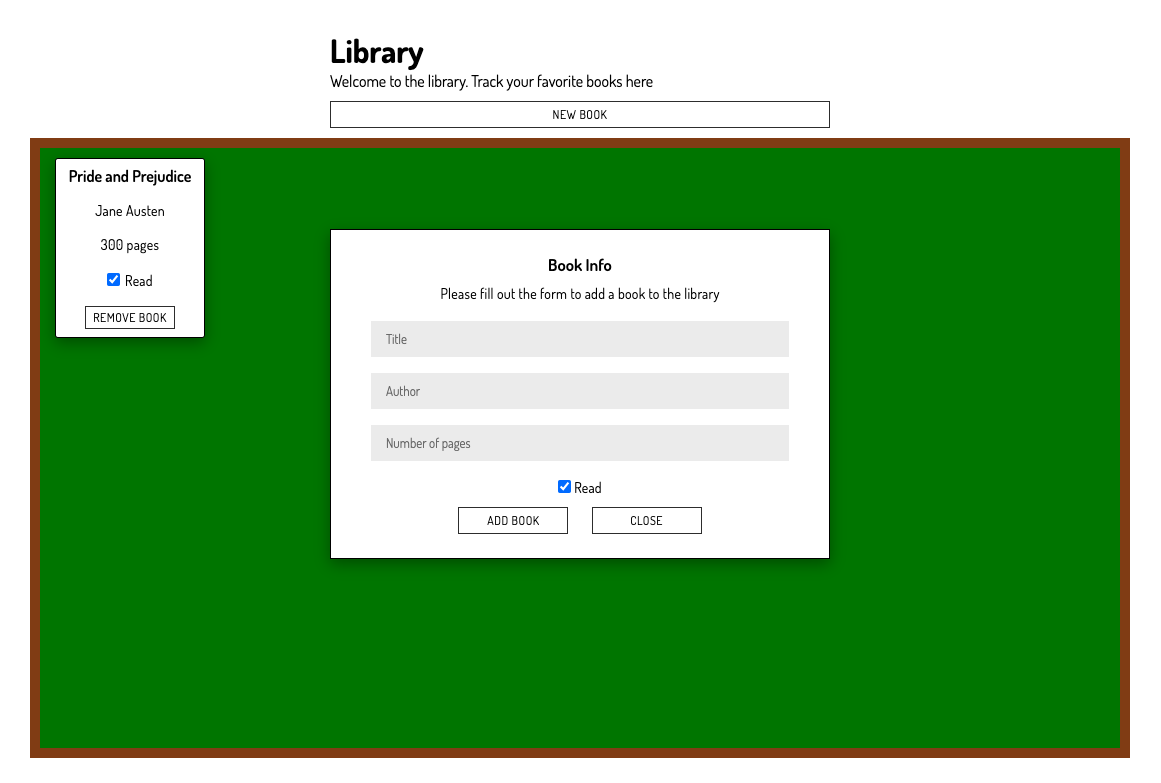 Library
Welcome to the library. Track your favorite books here
NEW BOOK
Pride and Prejudice
Jane Austen
300 pages
Read
REMOVE BOOK
Book Info
Please fill out the form to add a book to the library
Title
Author
Number of pages
Read
ADD BOOK
CLOSE